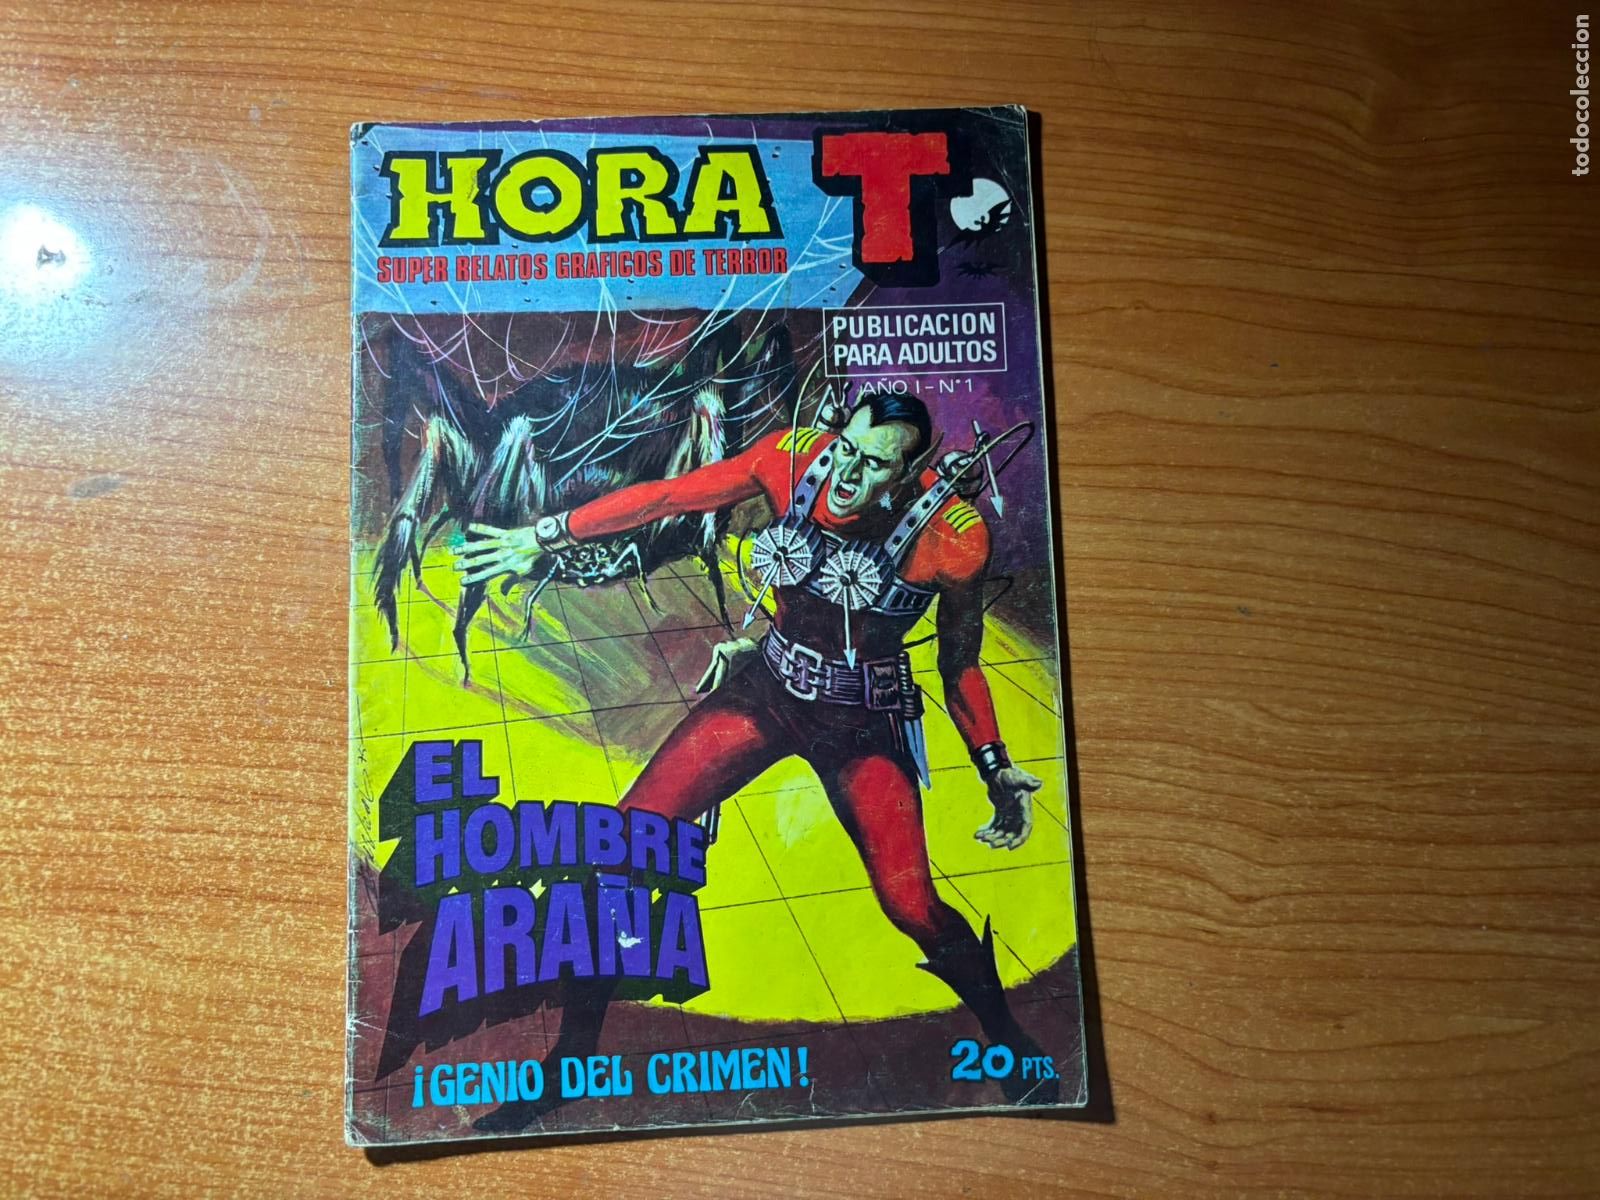 HORA T
SUPER RELATOS GRAFICOS DE TERROR
PUBLICACION
PARA ADULTOS
AÑO I - N° 1
EL
HOMBRE
ARAÑA
¡GENIO DEL CRIMEN!
20 PTS.
todocoleccion